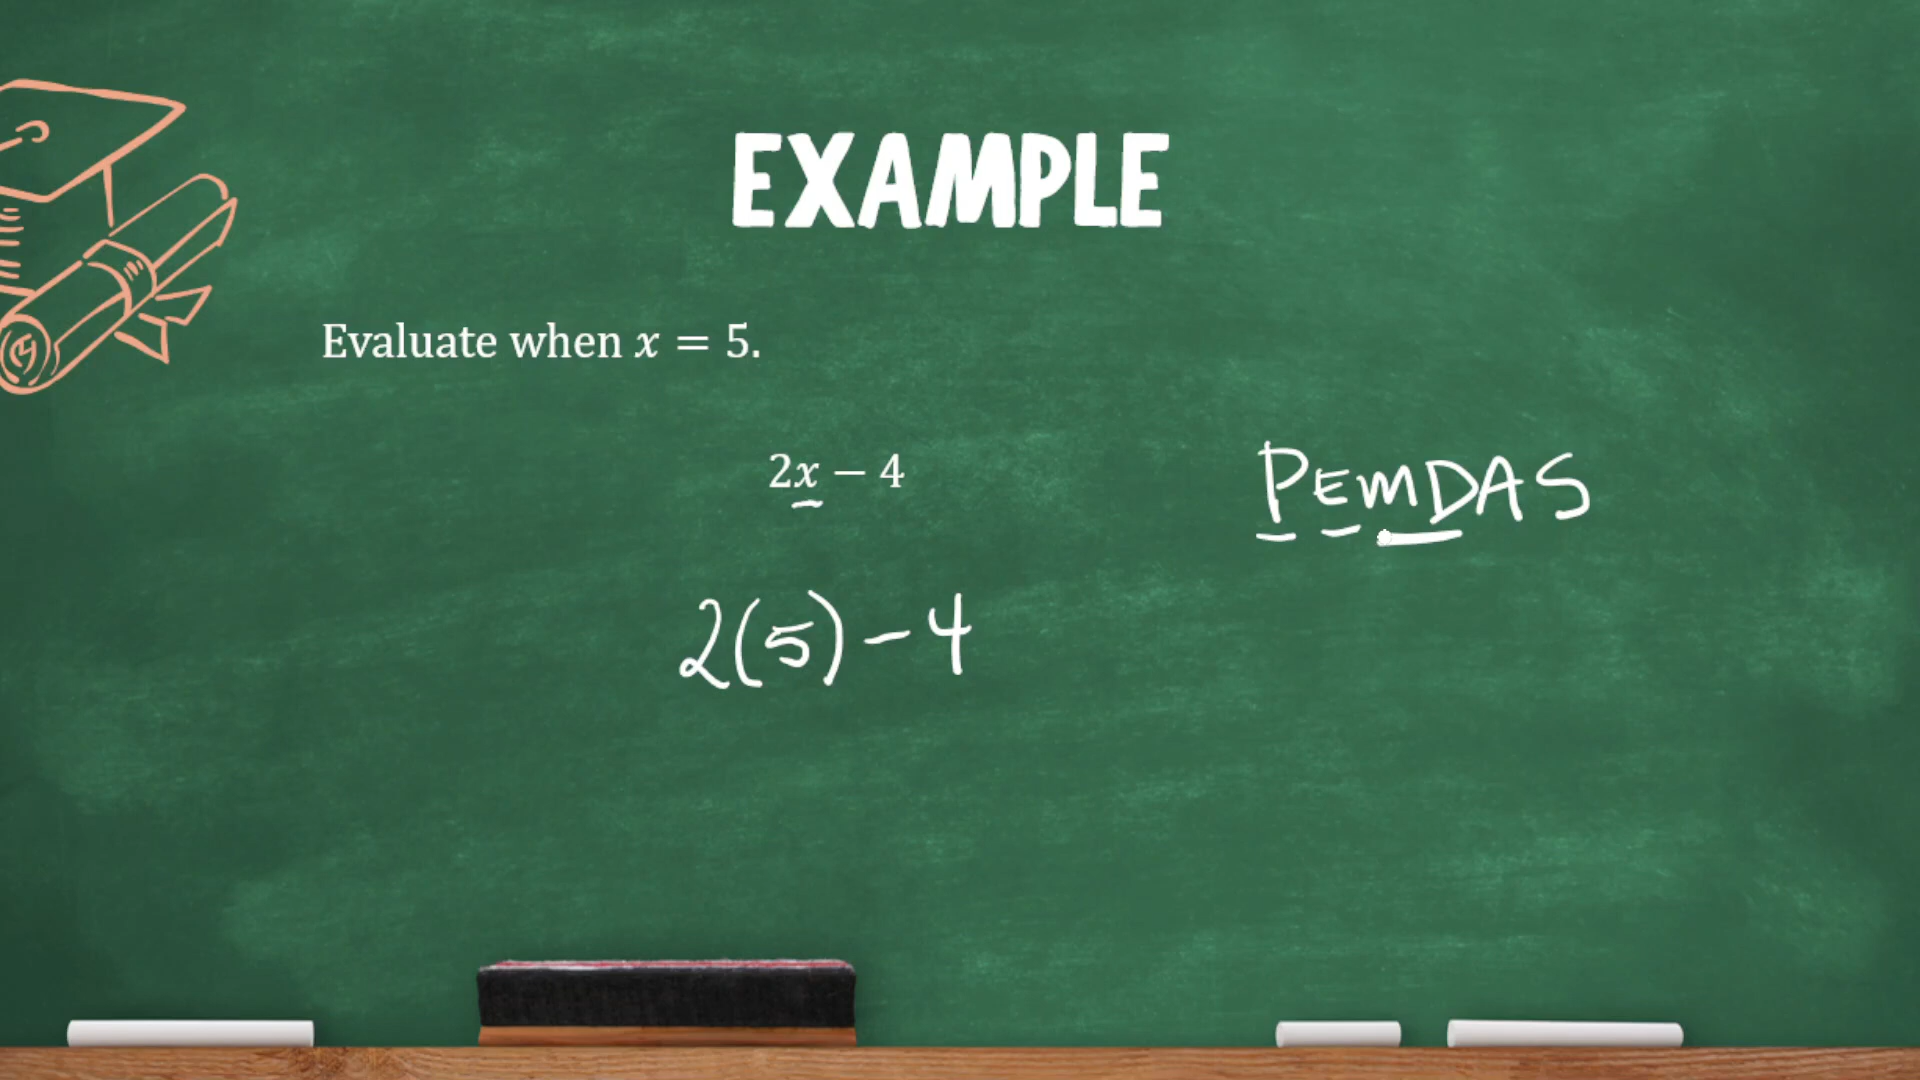 EXAMPLE
Evaluate when x = 5.
2x − 4
PEMDAS
2(5) − 4